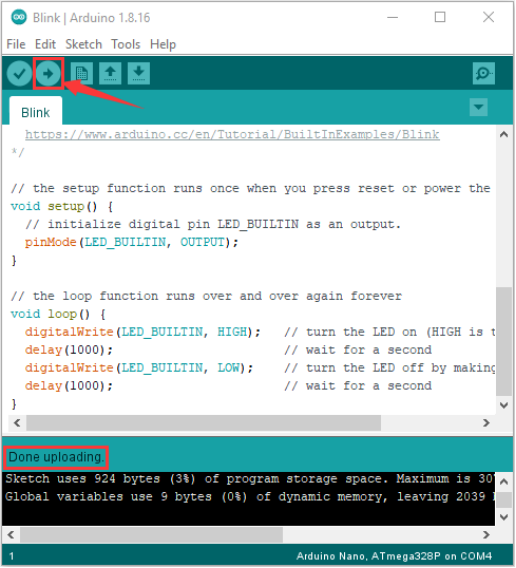 Blink | Arduino 1.8.16
File Edit Sketch Tools Help
Blink
https://www.arduino.cc/en/Tutorial/BuiltInExamples/Blink
*/
// the setup function runs once when you press reset or power the
void setup() {
// initialize digital pin LED_BUILTIN as an output.
pinMode(LED_BUILTIN, OUTPUT);
}
// the loop function runs over and over again forever
void loop() {
digitalWrite(LED_BUILTIN, HIGH); // turn the LED on (HIGH is t
delay(1000); // wait for a second
digitalWrite(LED_BUILTIN, LOW); // turn the LED off by making
delay(1000); // wait for a second
}
Done uploading.
Sketch uses 924 bytes (3%) of program storage space. Maximum is 307
Global variables use 9 bytes (0%) of dynamic memory, leaving 2039
1 Arduino Nano, ATmega328P on COM4